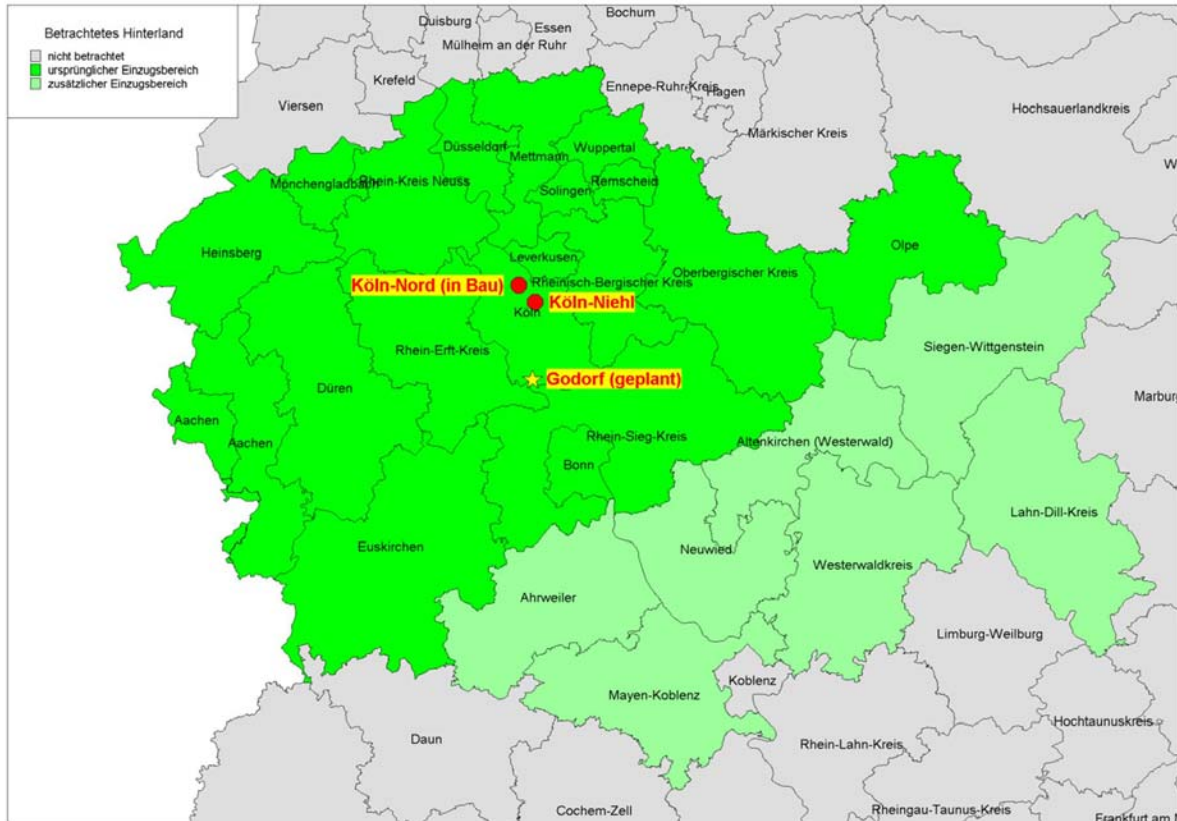 Betrachtetes Hinterland
nicht betrachtet
ursprünglicher Einzugsbereich
zusätzlicher Einzugsbereich
Duisburg
Essen
Bochum
Mülheim an der Ruhr
Krefeld
Ennepe-Ruhr-Kreis
Hagen
Viersen
Hochsauerlandkreis
Märkischer Kreis
Düsseldorf
Mettmann
Wuppertal
W
Mönchengladbach
Rhein-Kreis Neuss
Solingen
Remscheid
Heinsberg
Olpe
Leverkusen
Oberbergischer Kreis
Köln-Nord (in Bau)
Rheinisch-Bergischer Kreis
Köln-Niehl
Köln
Siegen-Wittgenstein
Rhein-Erft-Kreis
Godorf (geplant)
Düren
Marburg
Aachen
Rhein-Sieg-Kreis
Altenkirchen (Westerwald)
Aachen
Bonn
Lahn-Dill-Kreis
Euskirchen
Neuwied
Westerwaldkreis
Ahrweiler
Limburg-Weilburg
Koblenz
Mayen-Koblenz
Hochtaunuskreis
Daun
Rhein-Lahn-Kreis
Cochem-Zell
Rheingau-Taunus-Kreis
Frankfurt am M